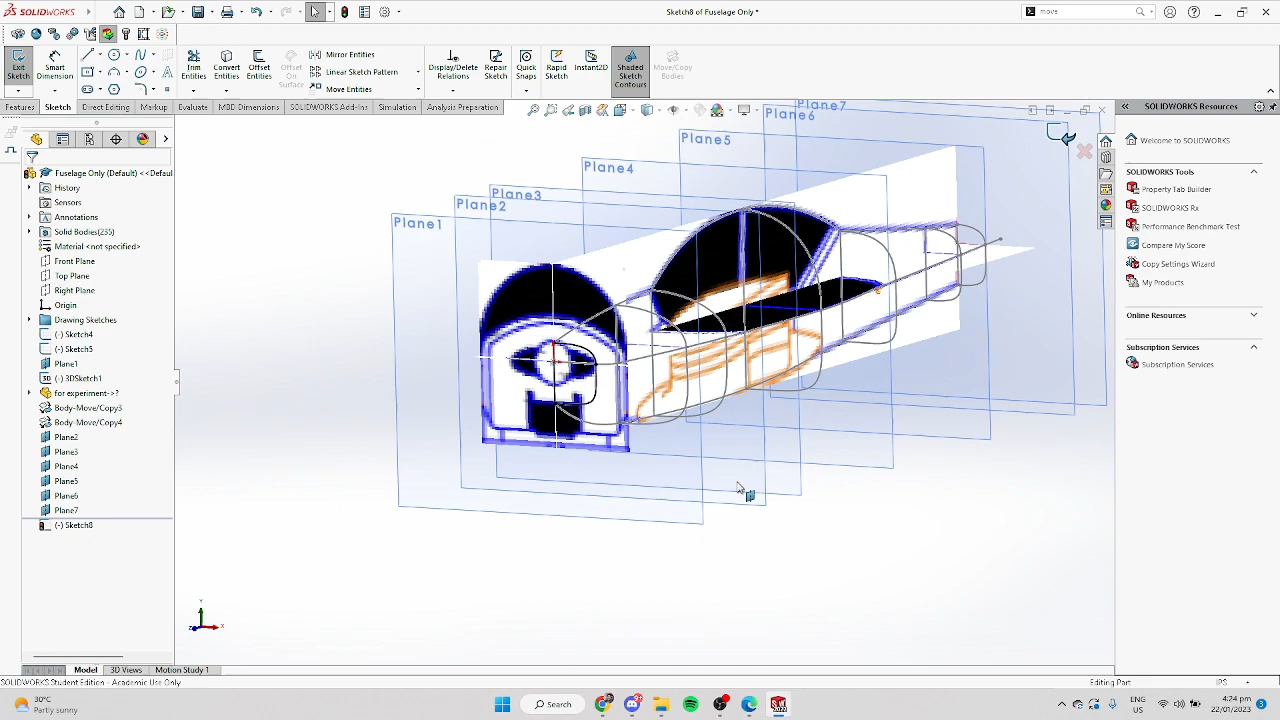 SOLIDWORKS
Sketch8 of Fuselage Only *
move
Exit Sketch
Smart Dimension
Trim Entities
Convert Entities
Offset Entities
Offset On Surface
Mirror Entities
Linear Sketch Pattern
Move Entities
Display/Delete Relations
Repair Sketch
Quick Snaps
Rapid Sketch
Instant2D
Shaded Sketch Contours
Move/Copy Bodies
Features
Sketch
Direct Editing
Markup
Evaluate
MBD Dimensions
SOLIDWORKS Add-Ins
Simulation
Analysis Preparation
SOLIDWORKS Resources
Fuselage Only (Default) <<Default
History
Sensors
Annotations
Solid Bodies(235)
Material <not specified>
Front Plane
Top Plane
Right Plane
Origin
Drawing Sketches
(-) Sketch4
(-) Sketch5
Plane1
(-) 3DSketch1
for experiment->?
Body-Move/Copy3
Body-Move/Copy4
Plane2
Plane3
Plane4
Plane5
Plane6
Plane7
(-) Sketch8
Plane7
Plane6
Plane5
Plane4
Plane3
Plane2
Plane1
Y
X
Z
Welcome to SOLIDWORKS
SOLIDWORKS Tools
Property Tab Builder
SOLIDWORKS Rx
Performance Benchmark Test
Compare My Score
Copy Settings Wizard
My Products
Online Resources
Subscription Services
Subscription Services
Model
3D Views
Motion Study 1
SOLIDWORKS Student Edition - Academic Use Only
Editing Part
IPS
30°C
Partly sunny
Search
ENG
US
4:24 pm
22/01/2023